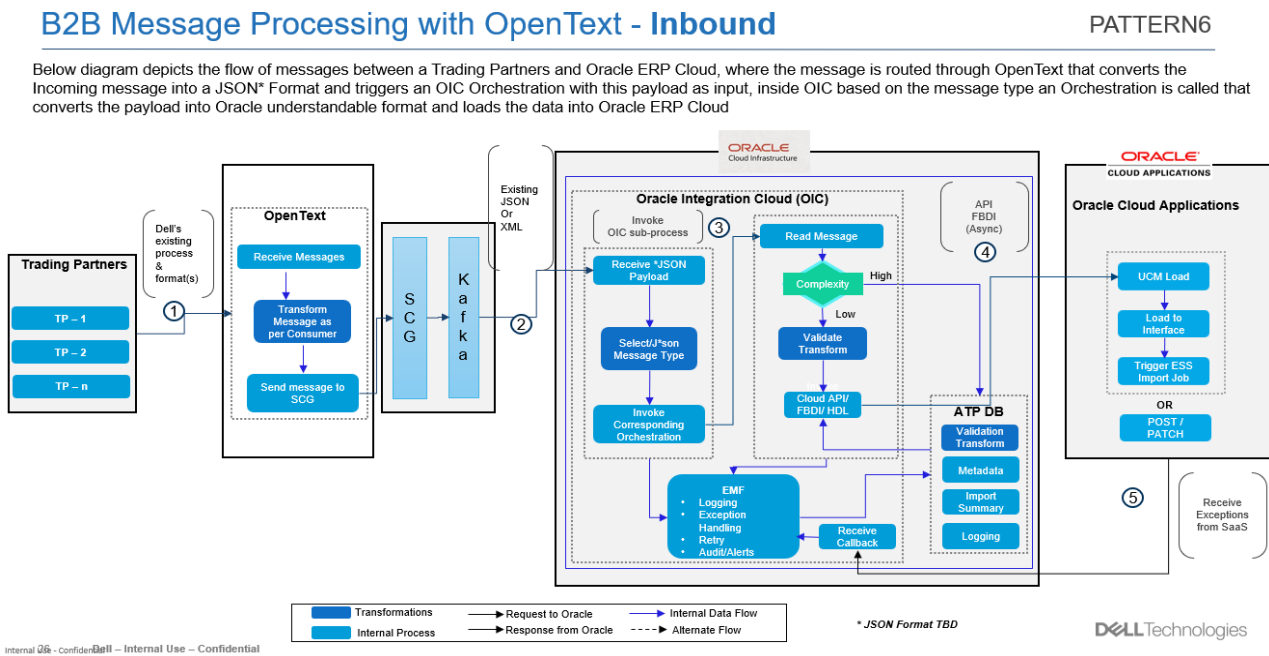 B2B Message Processing with OpenText - Inbound
PATTERN6
Below diagram depicts the flow of messages between a Trading Partners and Oracle ERP Cloud, where the message is routed through OpenText that converts the
Incoming message into a JSON* Format and triggers an OIC Orchestration with this payload as input, inside OIC based on the message type an Orchestration is called that
converts the payload into Oracle understandable format and loads the data into Oracle ERP Cloud
Trading Partners
TP – 1
TP – 2
TP – n
Dell's
existing
process
&
format(s)
1
OpenText
Receive Messages
Transform
Message as
per Consumer
Send message to
SCG
S
C
G
K
a
f
k
a
Existing
JSON
Or
XML
2
ORACLE
Cloud Infrastructure
Oracle Integration Cloud (OIC)
Invoke
OIC sub-process
3
Receive *JSON
Payload
Select/J*son
Message Type
Invoke
Corresponding
Orchestration
Read Message
Complexity
High
Low
Validate
Transform
Cloud API/
FBDI/ HDL
API
FBDI
(Async)
4
ATP DB
Validation
Transform
Metadata
Import
Summary
Logging
EMF
• Logging
• Exception
Handling
• Retry
• Audit/Alerts
Receive
Callback
ORACLE®
CLOUD APPLICATIONS
Oracle Cloud Applications
UCM Load
Load to
Interface
Trigger ESS
Import Job
OR
POST /
PATCH
5
Receive
Exceptions
from SaaS
Transformations
Request to Oracle
Internal Data Flow
Internal Process
Response from Oracle
Alternate Flow
* JSON Format TBD
DELLTechnologies
Internal Use - Confidential
26
Dell – Internal Use – Confidential